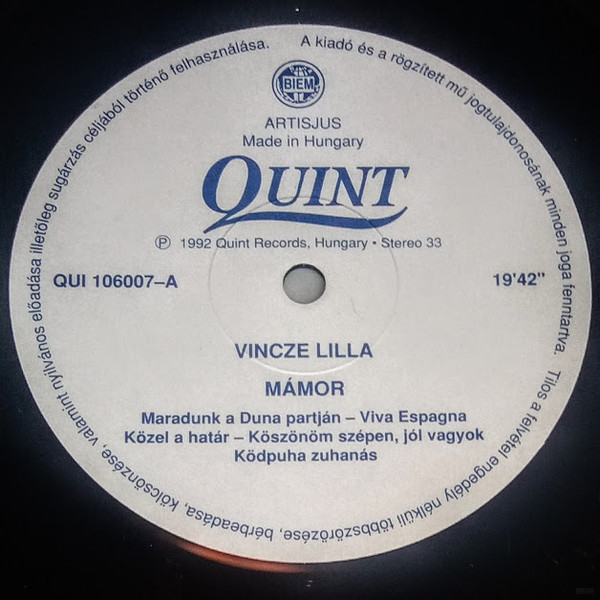 A kiadó és a rögzített mű jogtulajdonosának minden joga fenntartva. Tilos a felvétel engedély nélküli többszörözése, bérbeadása, kölcsönzése, valamint nyilvános előadása illetőleg sugárzás céljából történő felhasználása.
BIEM
ARTISJUS
Made in Hungary
QUINT
Ⓟ 1992 Quint Records, Hungary • Stereo 33
QUI 106007–A 19'42"
VINCZE LILLA
MÁMOR
Maradunk a Duna partján – Viva Espagna
Közel a határ – Köszönöm szépen, jól vagyok
Ködpuha zuhanás